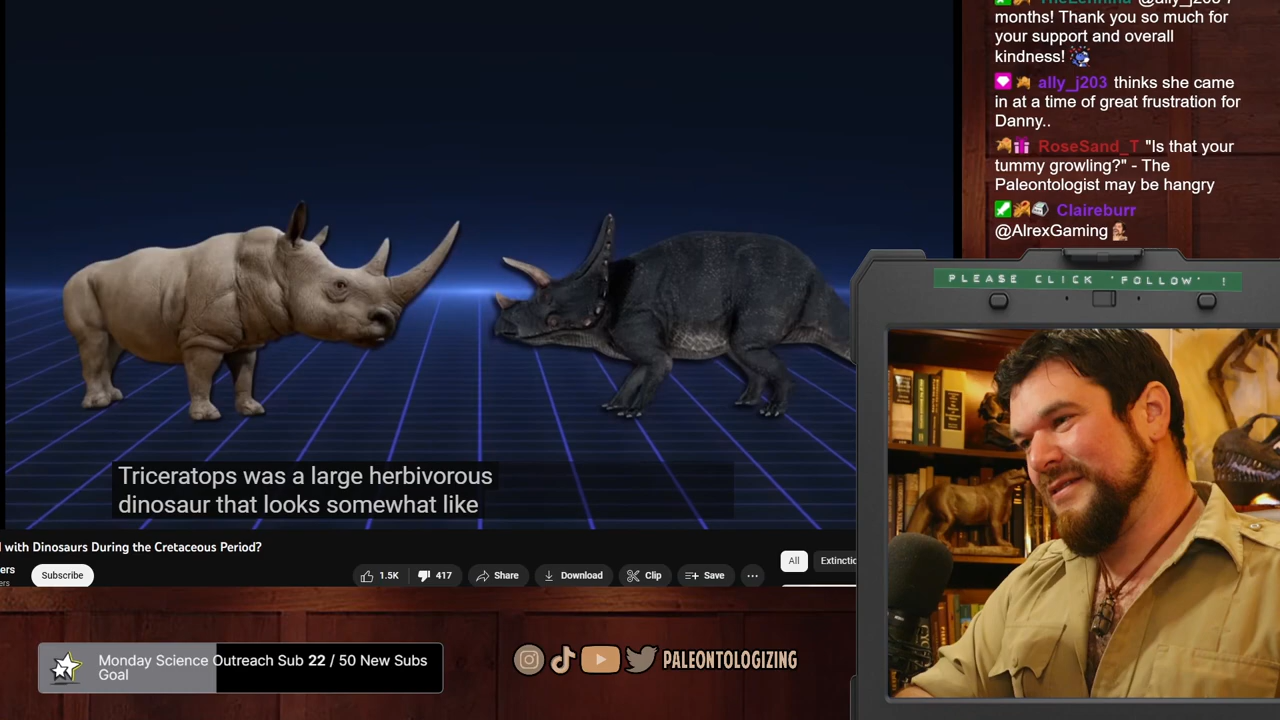 months! Thank you so much for
your support and overall
kindness!
ally_j203 thinks she came
in at a time of great frustration for
Danny..
RoseSand_T "Is that your
tummy growling?" - The
Paleontologist may be hangry
Claireburr
@AlrexGaming
PLEASE CLICK 'FOLLOW' !
Triceratops was a large herbivorous
dinosaur that looks somewhat like
with Dinosaurs During the Cretaceous Period?
ers
Subscribe
1.5K
417
Share
Download
Clip
Save
All
Extinctio
Monday Science Outreach Sub 22 / 50 New Subs
Goal
PALEONTOLOGIZING